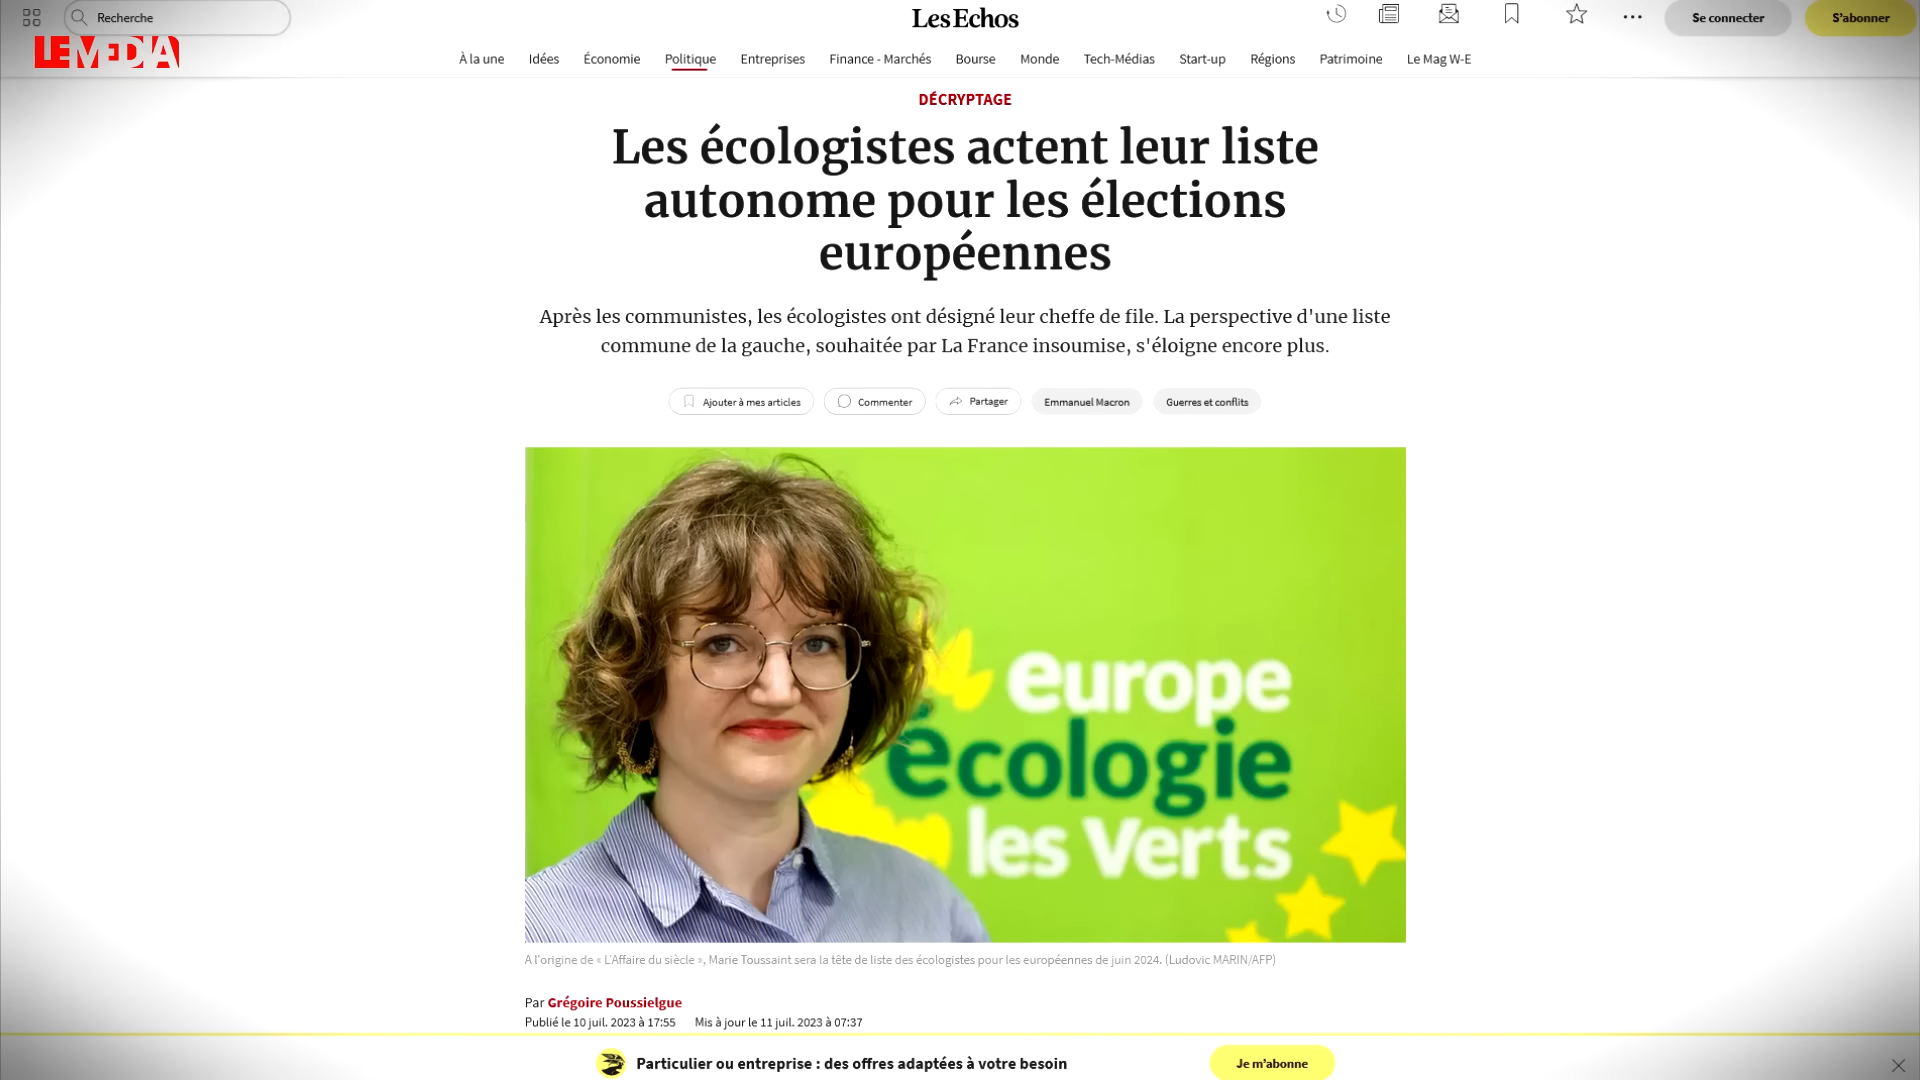 Recherche
LesEchos
Se connecter
S'abonner
LEMEDIA
À la une Idées Économie Politique Entreprises Finance - Marchés Bourse Monde Tech-Médias Start-up Régions Patrimoine Le Mag W-E
DÉCRYPTAGE
Les écologistes actent leur liste
autonome pour les élections
européennes
Après les communistes, les écologistes ont désigné leur cheffe de file. La perspective d'une liste
commune de la gauche, souhaitée par La France insoumise, s'éloigne encore plus.
Ajouter à mes articles Commenter Partager Emmanuel Macron Guerres et conflits
europe
écologie
les Verts
A l'origine de « L'Affaire du siècle », Marie Toussaint sera la tête de liste des écologistes pour les européennes de juin 2024. (Ludovic MARIN/AFP)
Par Grégoire Poussielgue
Publié le 10 juil. 2023 à 17:55 Mis à jour le 11 juil. 2023 à 07:37
Particulier ou entreprise : des offres adaptées à votre besoin
Je m'abonne